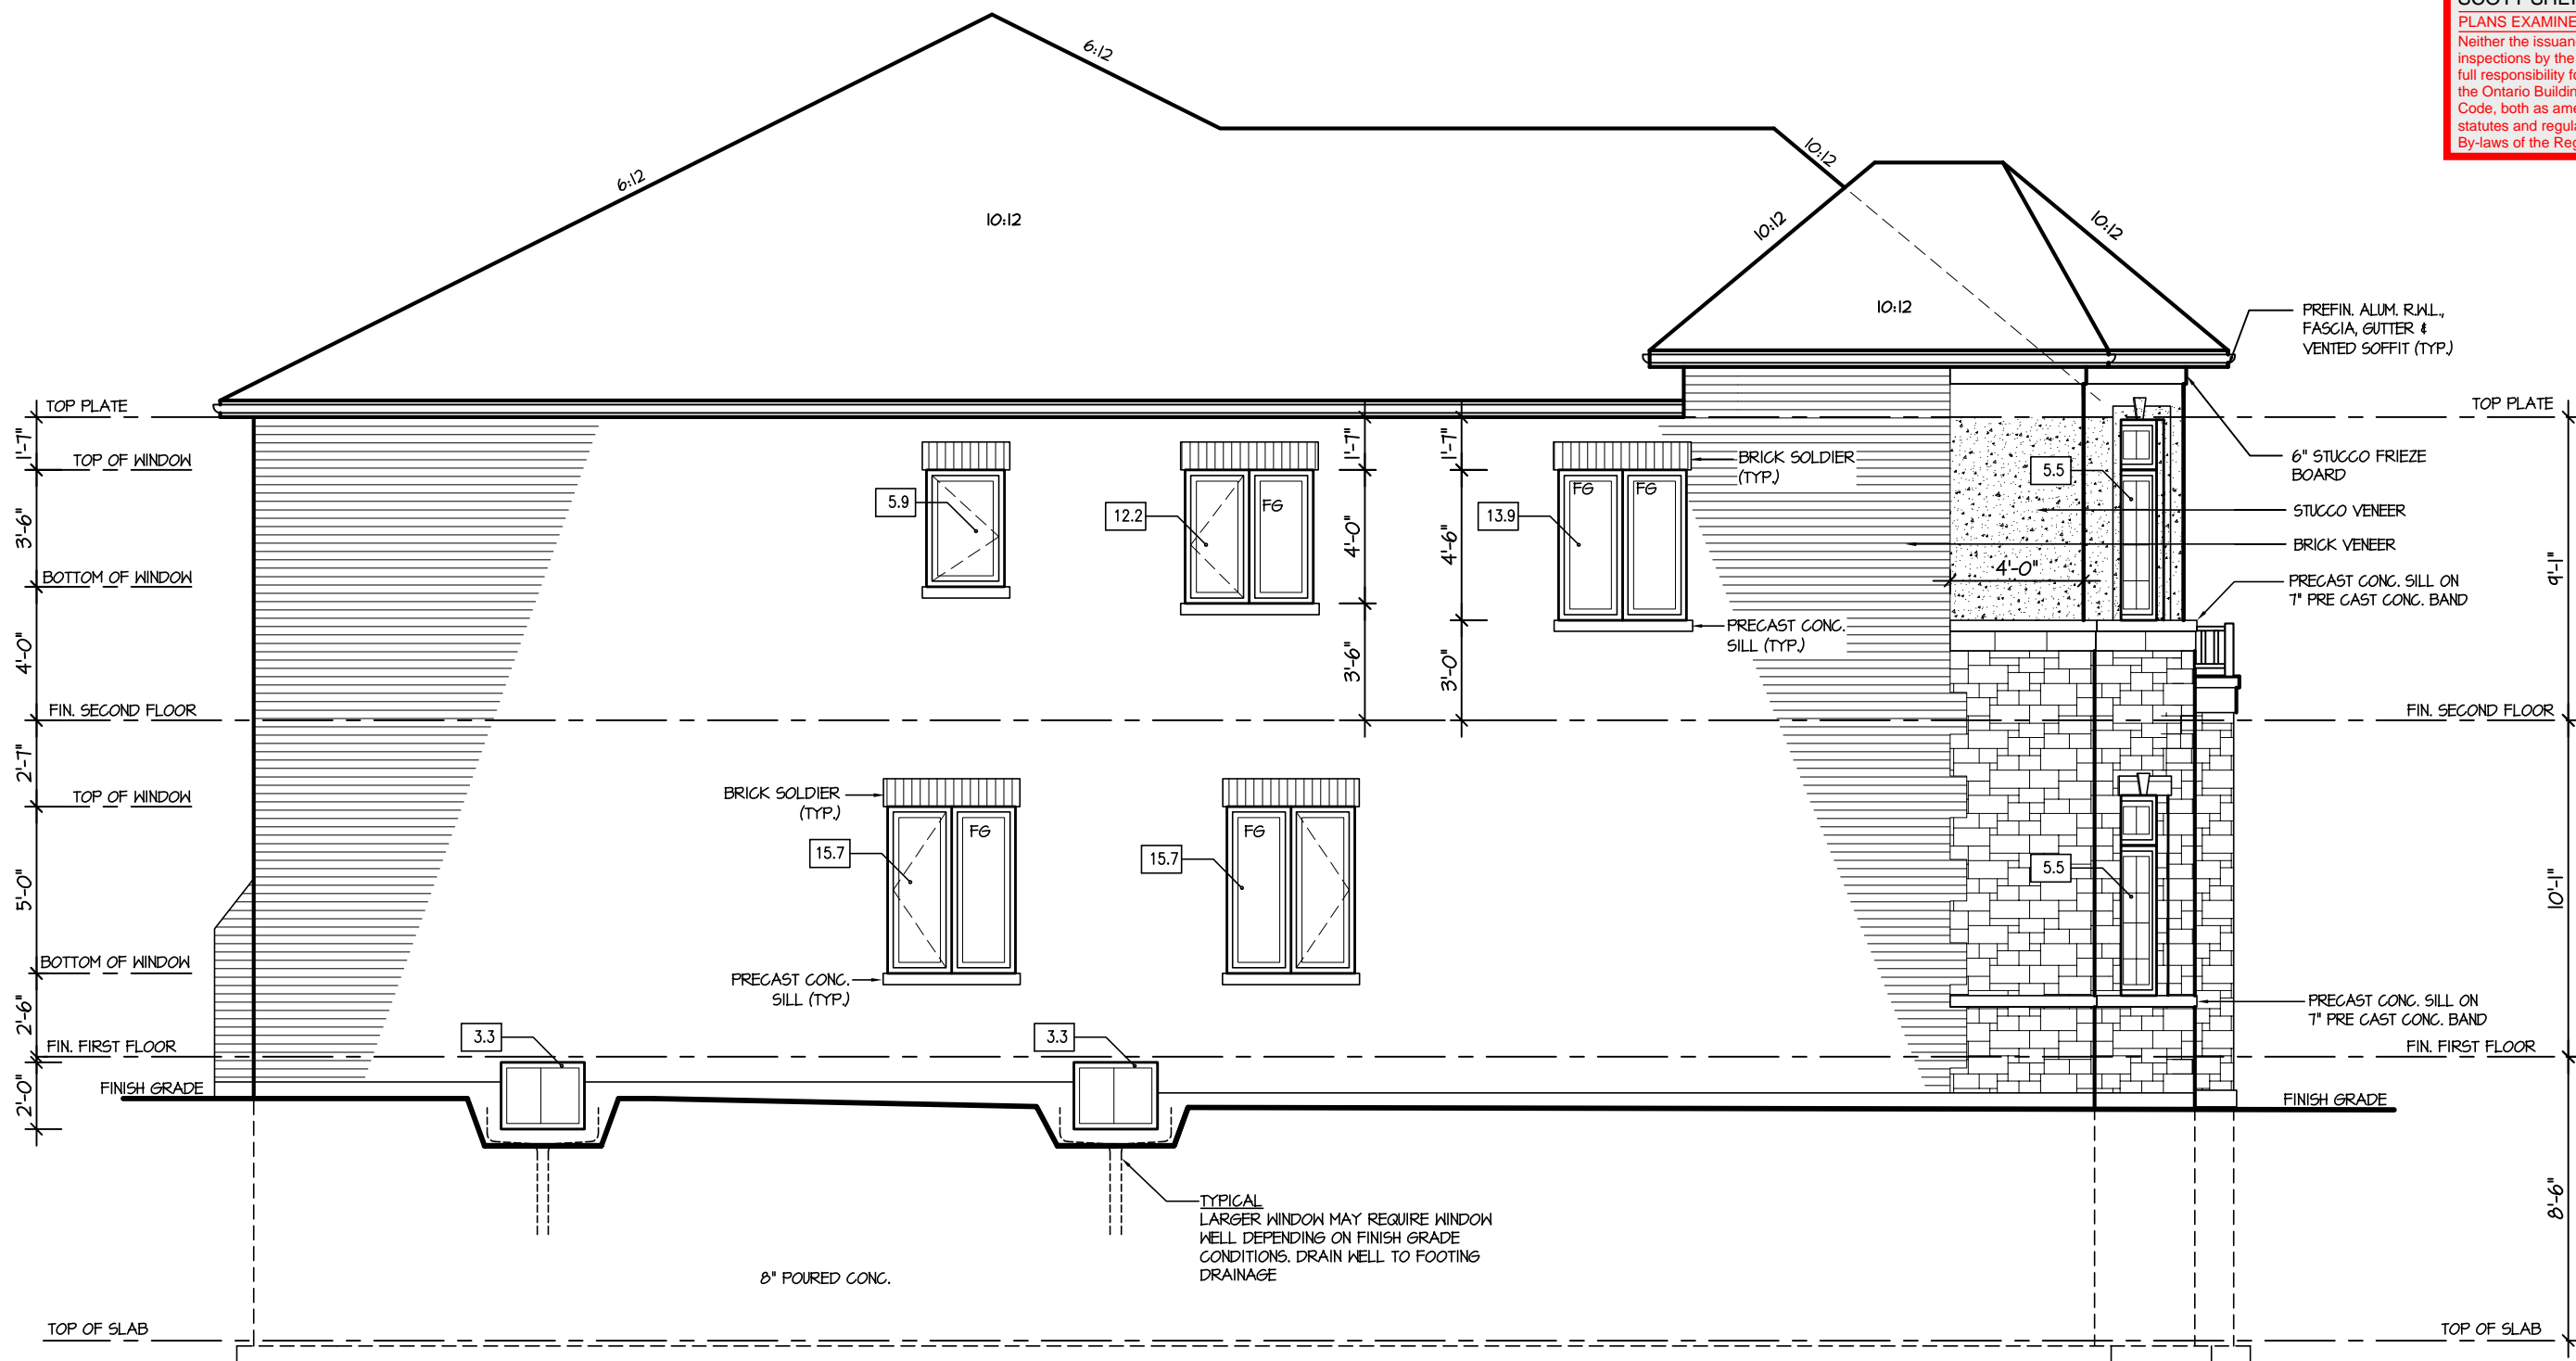 SCOTT SHE
PLANS EXAMINE
Neither the issuan
inspections by the
full responsibility fo
the Ontario Buildin
Code, both as ame
statutes and regula
By-laws of the Reg
6:12
6:12
10:12
10:12
10:12
10:12
10:12
PREFIN. ALUM. R.W.L.,
FASCIA, GUTTER &
VENTED SOFFIT (TYP.)
TOP PLATE
TOP PLATE
1'-7"
TOP OF WINDOW
1'-7"
1'-7"
BRICK SOLDIER
(TYP.)
6" STUCCO FRIEZE
BOARD
5.5
5.9
12.2
FG
13.9
FG
FG
3'-6"
4'-0"
4'-6"
STUCCO VENEER
BRICK VENEER
4'-0"
9'-1"
BOTTOM OF WINDOW
PRECAST CONC. SILL ON
7" PRE CAST CONC. BAND
PRECAST CONC.
SILL (TYP.)
4'-0"
3'-6"
3'-0"
FIN. SECOND FLOOR
FIN. SECOND FLOOR
2'-7"
TOP OF WINDOW
BRICK SOLDIER
(TYP.)
FG
FG
15.7
15.7
5.5
5'-0"
10'-1"
BOTTOM OF WINDOW
PRECAST CONC.
SILL (TYP.)
2'-6"
PRECAST CONC. SILL ON
7" PRE CAST CONC. BAND
3.3
3.3
FIN. FIRST FLOOR
FIN. FIRST FLOOR
2'-0"
FINISH GRADE
FINISH GRADE
8'-6"
TYPICAL
LARGER WINDOW MAY REQUIRE WINDOW
WELL DEPENDING ON FINISH GRADE
CONDITIONS. DRAIN WELL TO FOOTING
DRAINAGE
8" POURED CONC.
TOP OF SLAB
TOP OF SLAB